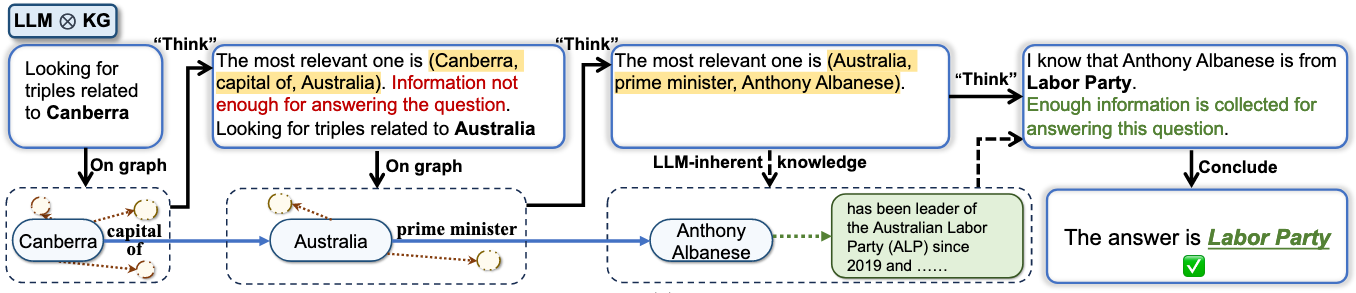 LLM ⊗ KG
Looking for
triples related
to Canberra
"Think"
The most relevant one is (Canberra,
capital of, Australia). Information not
enough for answering the question.
Looking for triples related to Australia
"Think"
The most relevant one is (Australia,
prime minister, Anthony Albanese).
"Think"
I know that Anthony Albanese is from
Labor Party.
Enough information is collected for
answering this question.
On graph
On graph
LLM-inherent knowledge
Conclude
Canberra
capital
of
Australia
prime minister
Anthony
Albanese
has been leader of
the Australian Labor
Party (ALP) since
2019 and ......
The answer is Labor Party